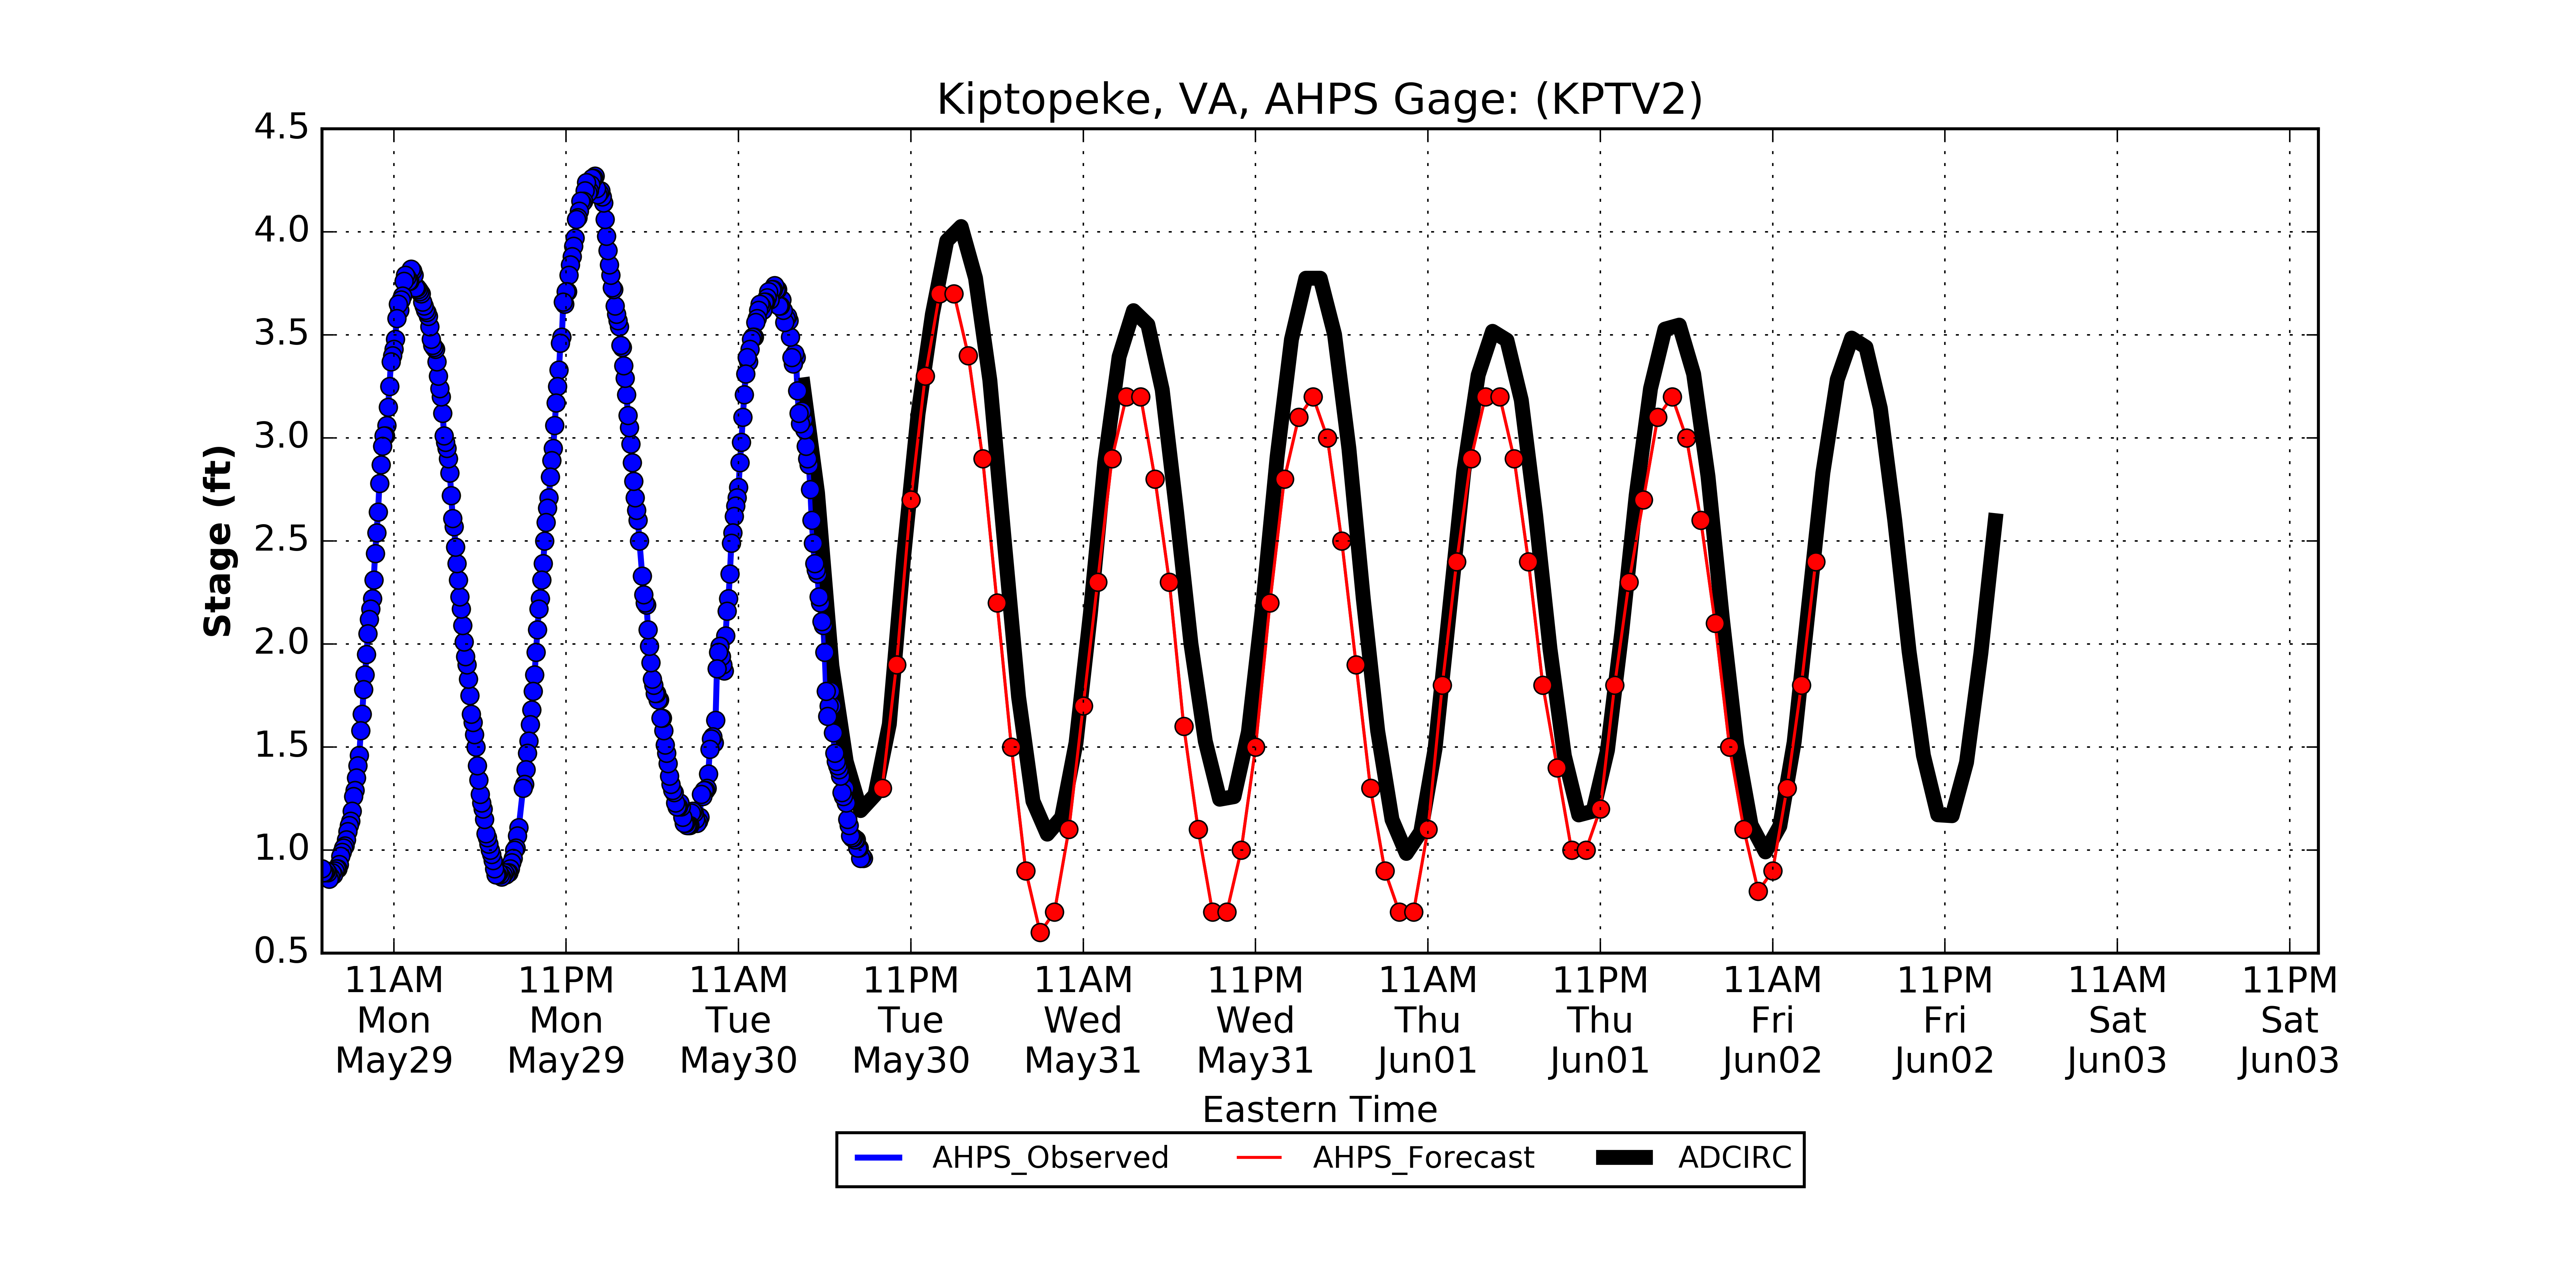 Kiptopeke, VA, AHPS Gage: (KPTV2)
4.5
4.0
3.5
3.0
2.5
2.0
1.5
1.0
0.5
Stage (ft)
11AM 11PM 11AM 11PM 11AM 11PM 11AM 11PM 11AM 11PM 11AM 11PM
Mon Mon Tue Tue Wed Wed Thu Thu Fri Fri Sat Sat
May29 May29 May30 May30 May31 May31 Jun01 Jun01 Jun02 Jun02 Jun03 Jun03
Eastern Time
AHPS_Observed AHPS_Forecast ADCIRC